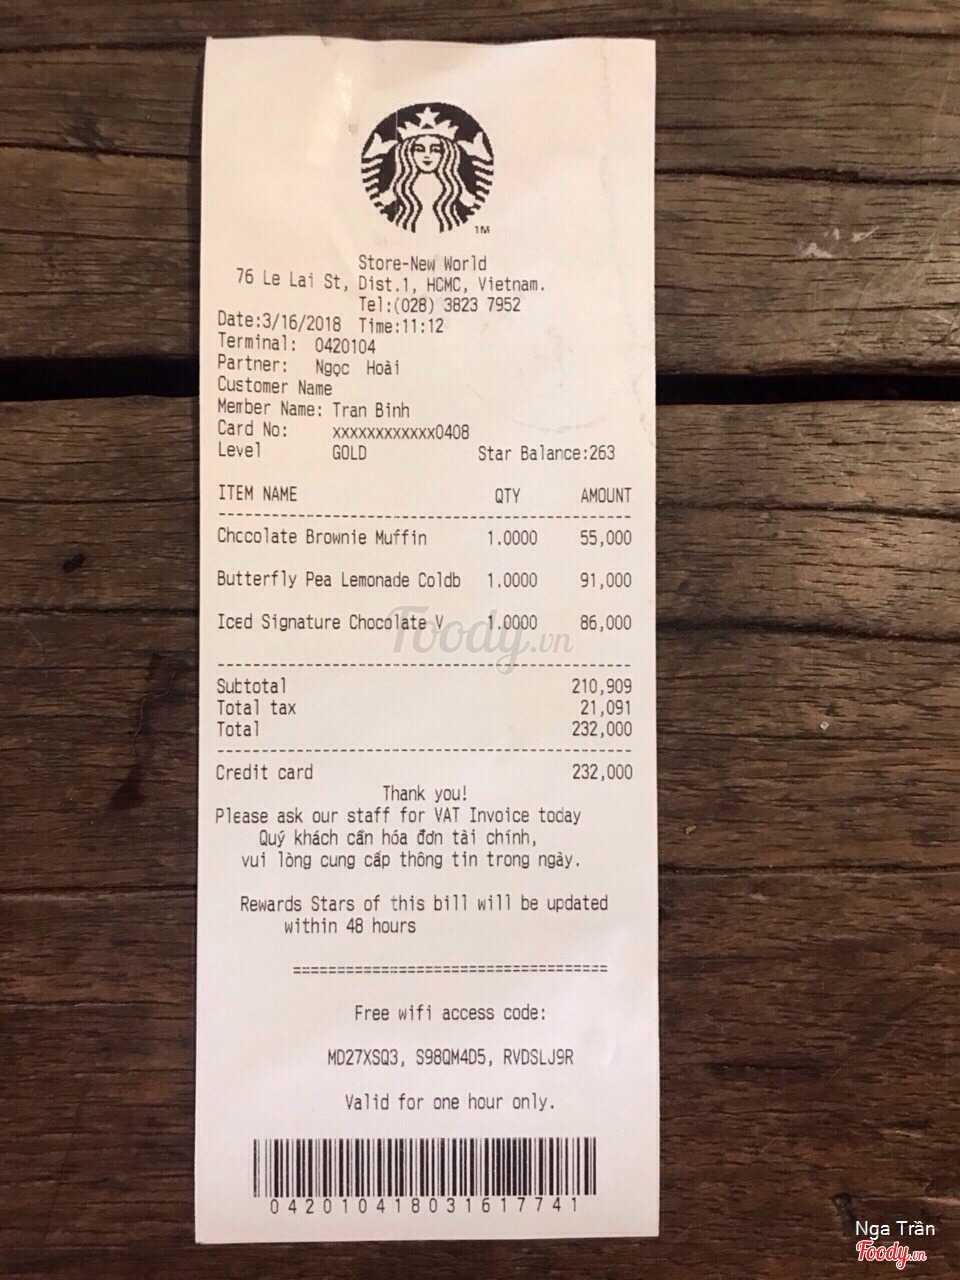 TM
Store-New World
76 Le Lai St, Dist.1, HCMC, Vietnam.
Tel:(028) 3823 7952
Date:3/16/2018 Time:11:12
Terminal: 0420104
Partner: Ngọc Hoài
Customer Name
Member Name: Tran Binh
Card No: xxxxxxxxxxxx0408
Level GOLD Star Balance:263
ITEM NAME QTY AMOUNT
Chocolate Brownie Muffin 1.0000 55,000
Butterfly Pea Lemonade Coldb 1.0000 91,000
Iced Signature Chocolate V 1.0000 86,000
Foody.vn
Subtotal 210,909
Total tax 21,091
Total 232,000
Credit card 232,000
Thank you!
Please ask our staff for VAT Invoice today
Quý khách cần hóa đơn tài chính,
vui lòng cung cấp thông tin trong ngày.
Rewards Stars of this bill will be updated
within 48 hours
====================================
Free wifi access code:
MD27XSQ3, S98QM4D5, RVDSLJ9R
Valid for one hour only.
042010418031617741
Nga Trần
Foody.vn